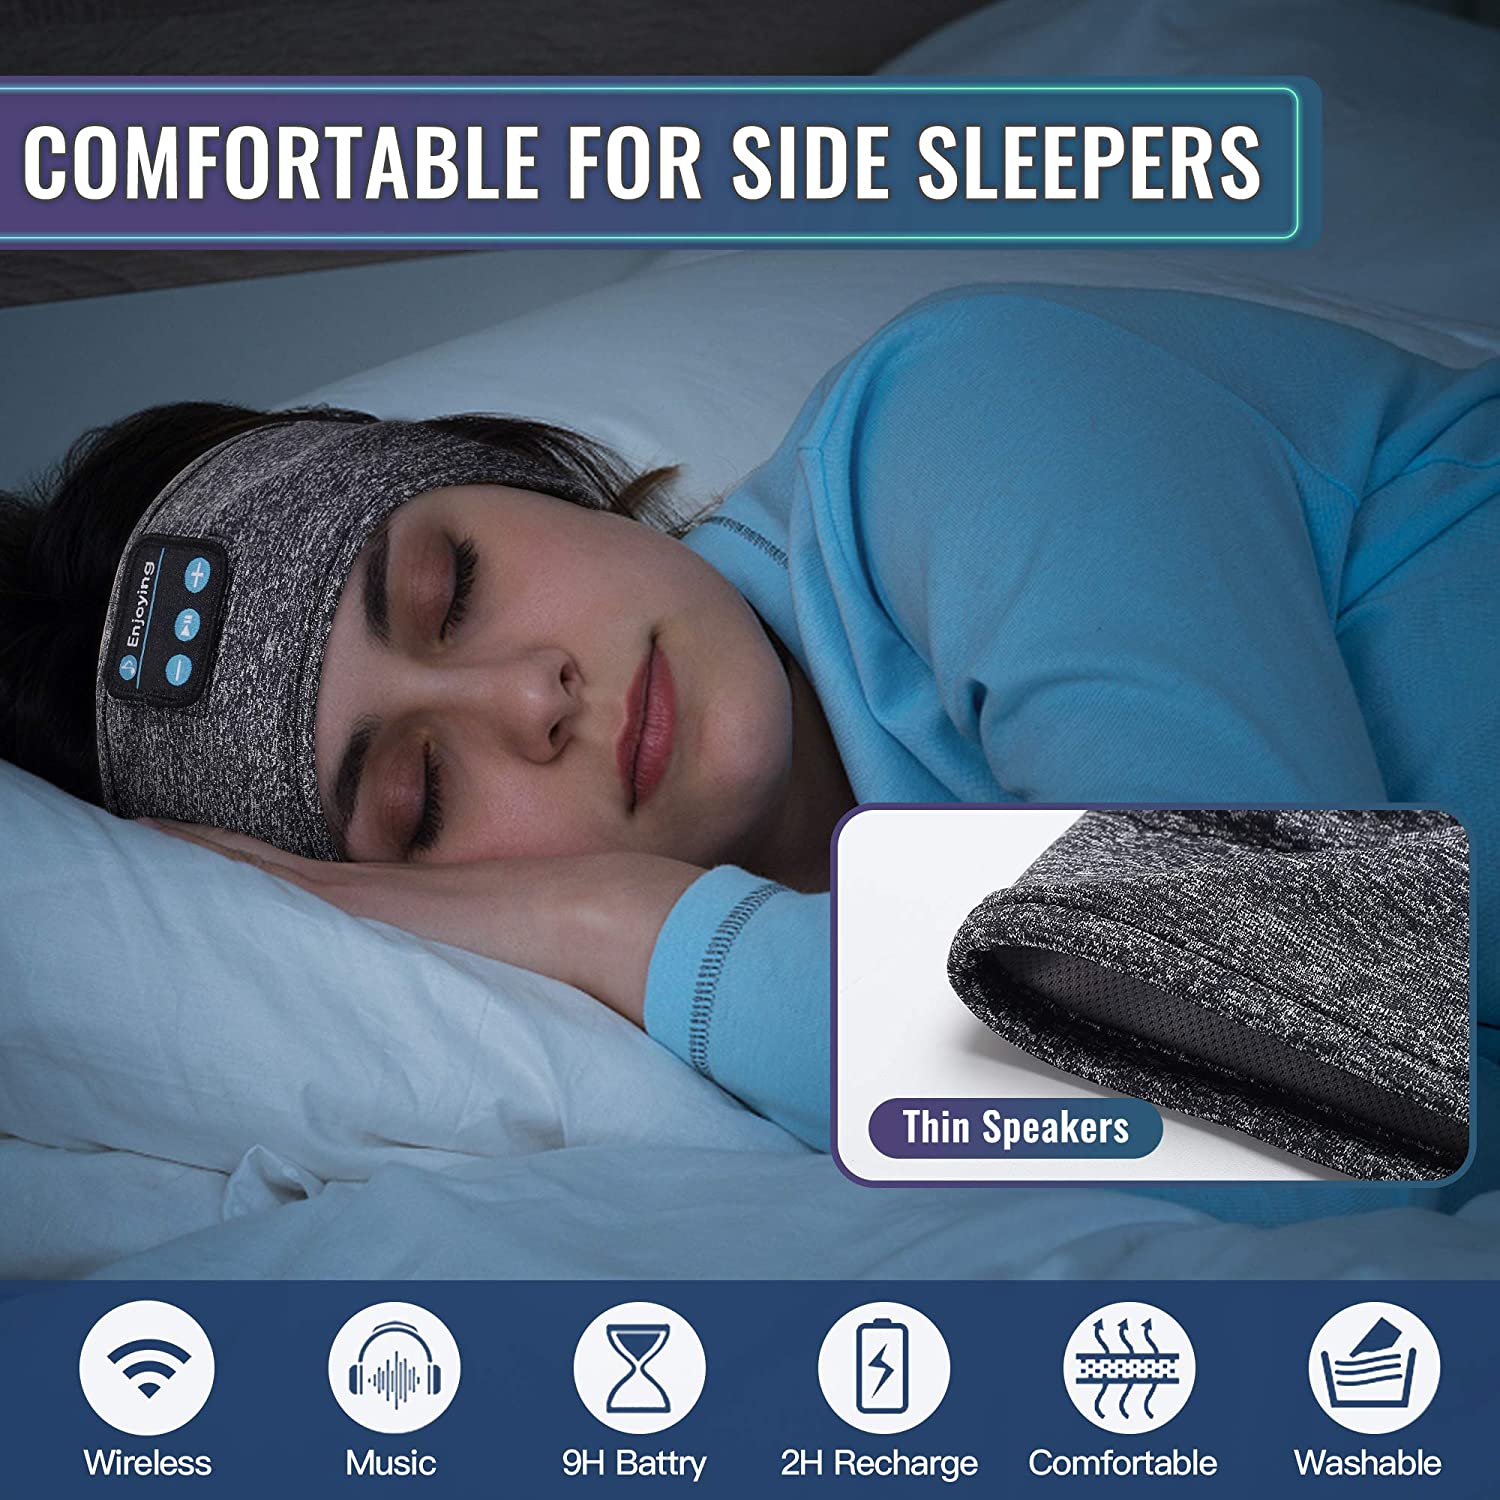 COMFORTABLE FOR SIDE SLEEPERS
Enjoying
Thin Speakers
Wireless
Music
9H Battry
2H Recharge
Comfortable
Washable